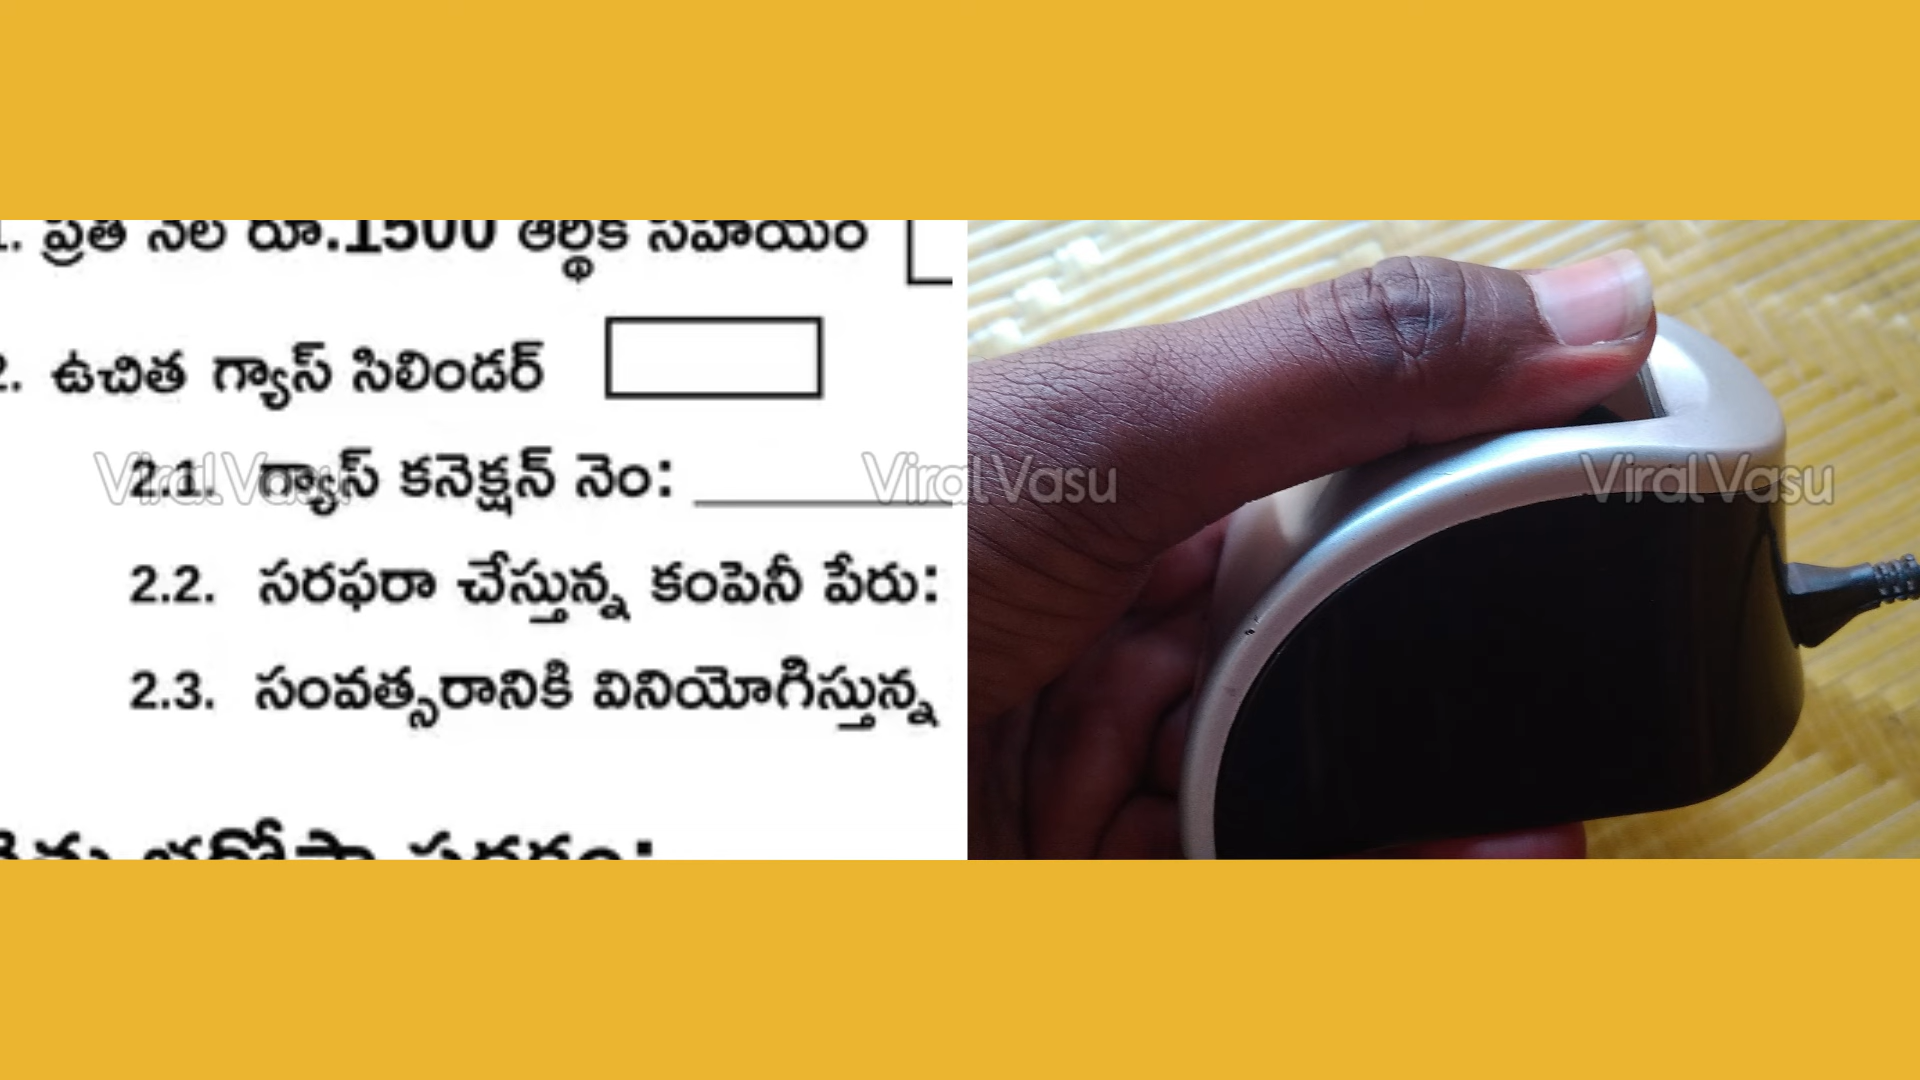 1. ప్రతి నెల రూ.1500 ఆర్థిక సహాయం
2. ఉచిత గ్యాస్ సిలిండర్
2.1. గ్యాస్ కనెక్షన్ నెం:
2.2. సరఫరా చేస్తున్న కంపెనీ పేరు:
2.3. సంవత్సరానికి వినియోగిస్తున్న
Viral Vasu
Viral Vasu
Viral Vasu